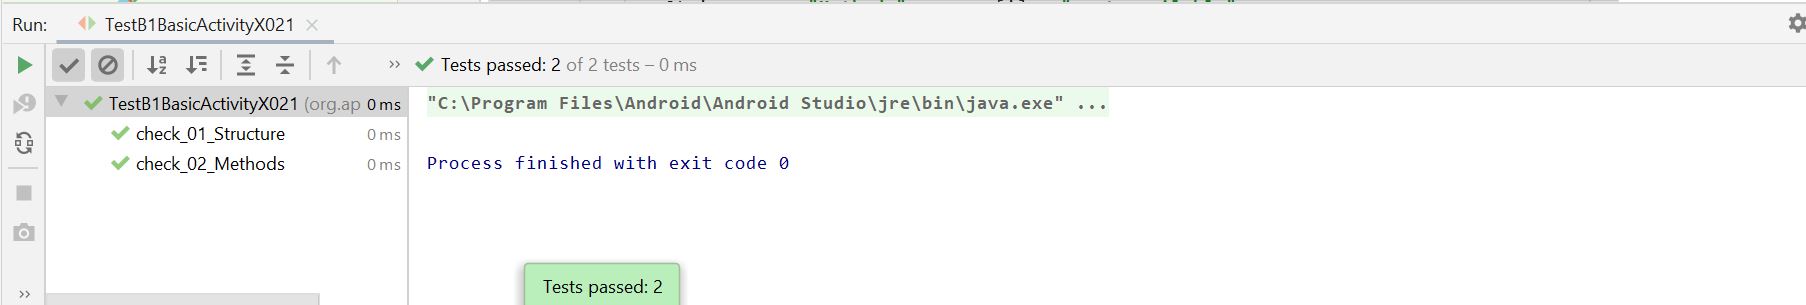 Run: TestB1BasicActivityX021
Tests passed: 2 of 2 tests – 0 ms
TestB1BasicActivityX021 (org.ap 0 ms
check_01_Structure 0 ms
check_02_Methods 0 ms
"C:\Program Files\Android\Android Studio\jre\bin\java.exe" ...
Process finished with exit code 0
Tests passed: 2